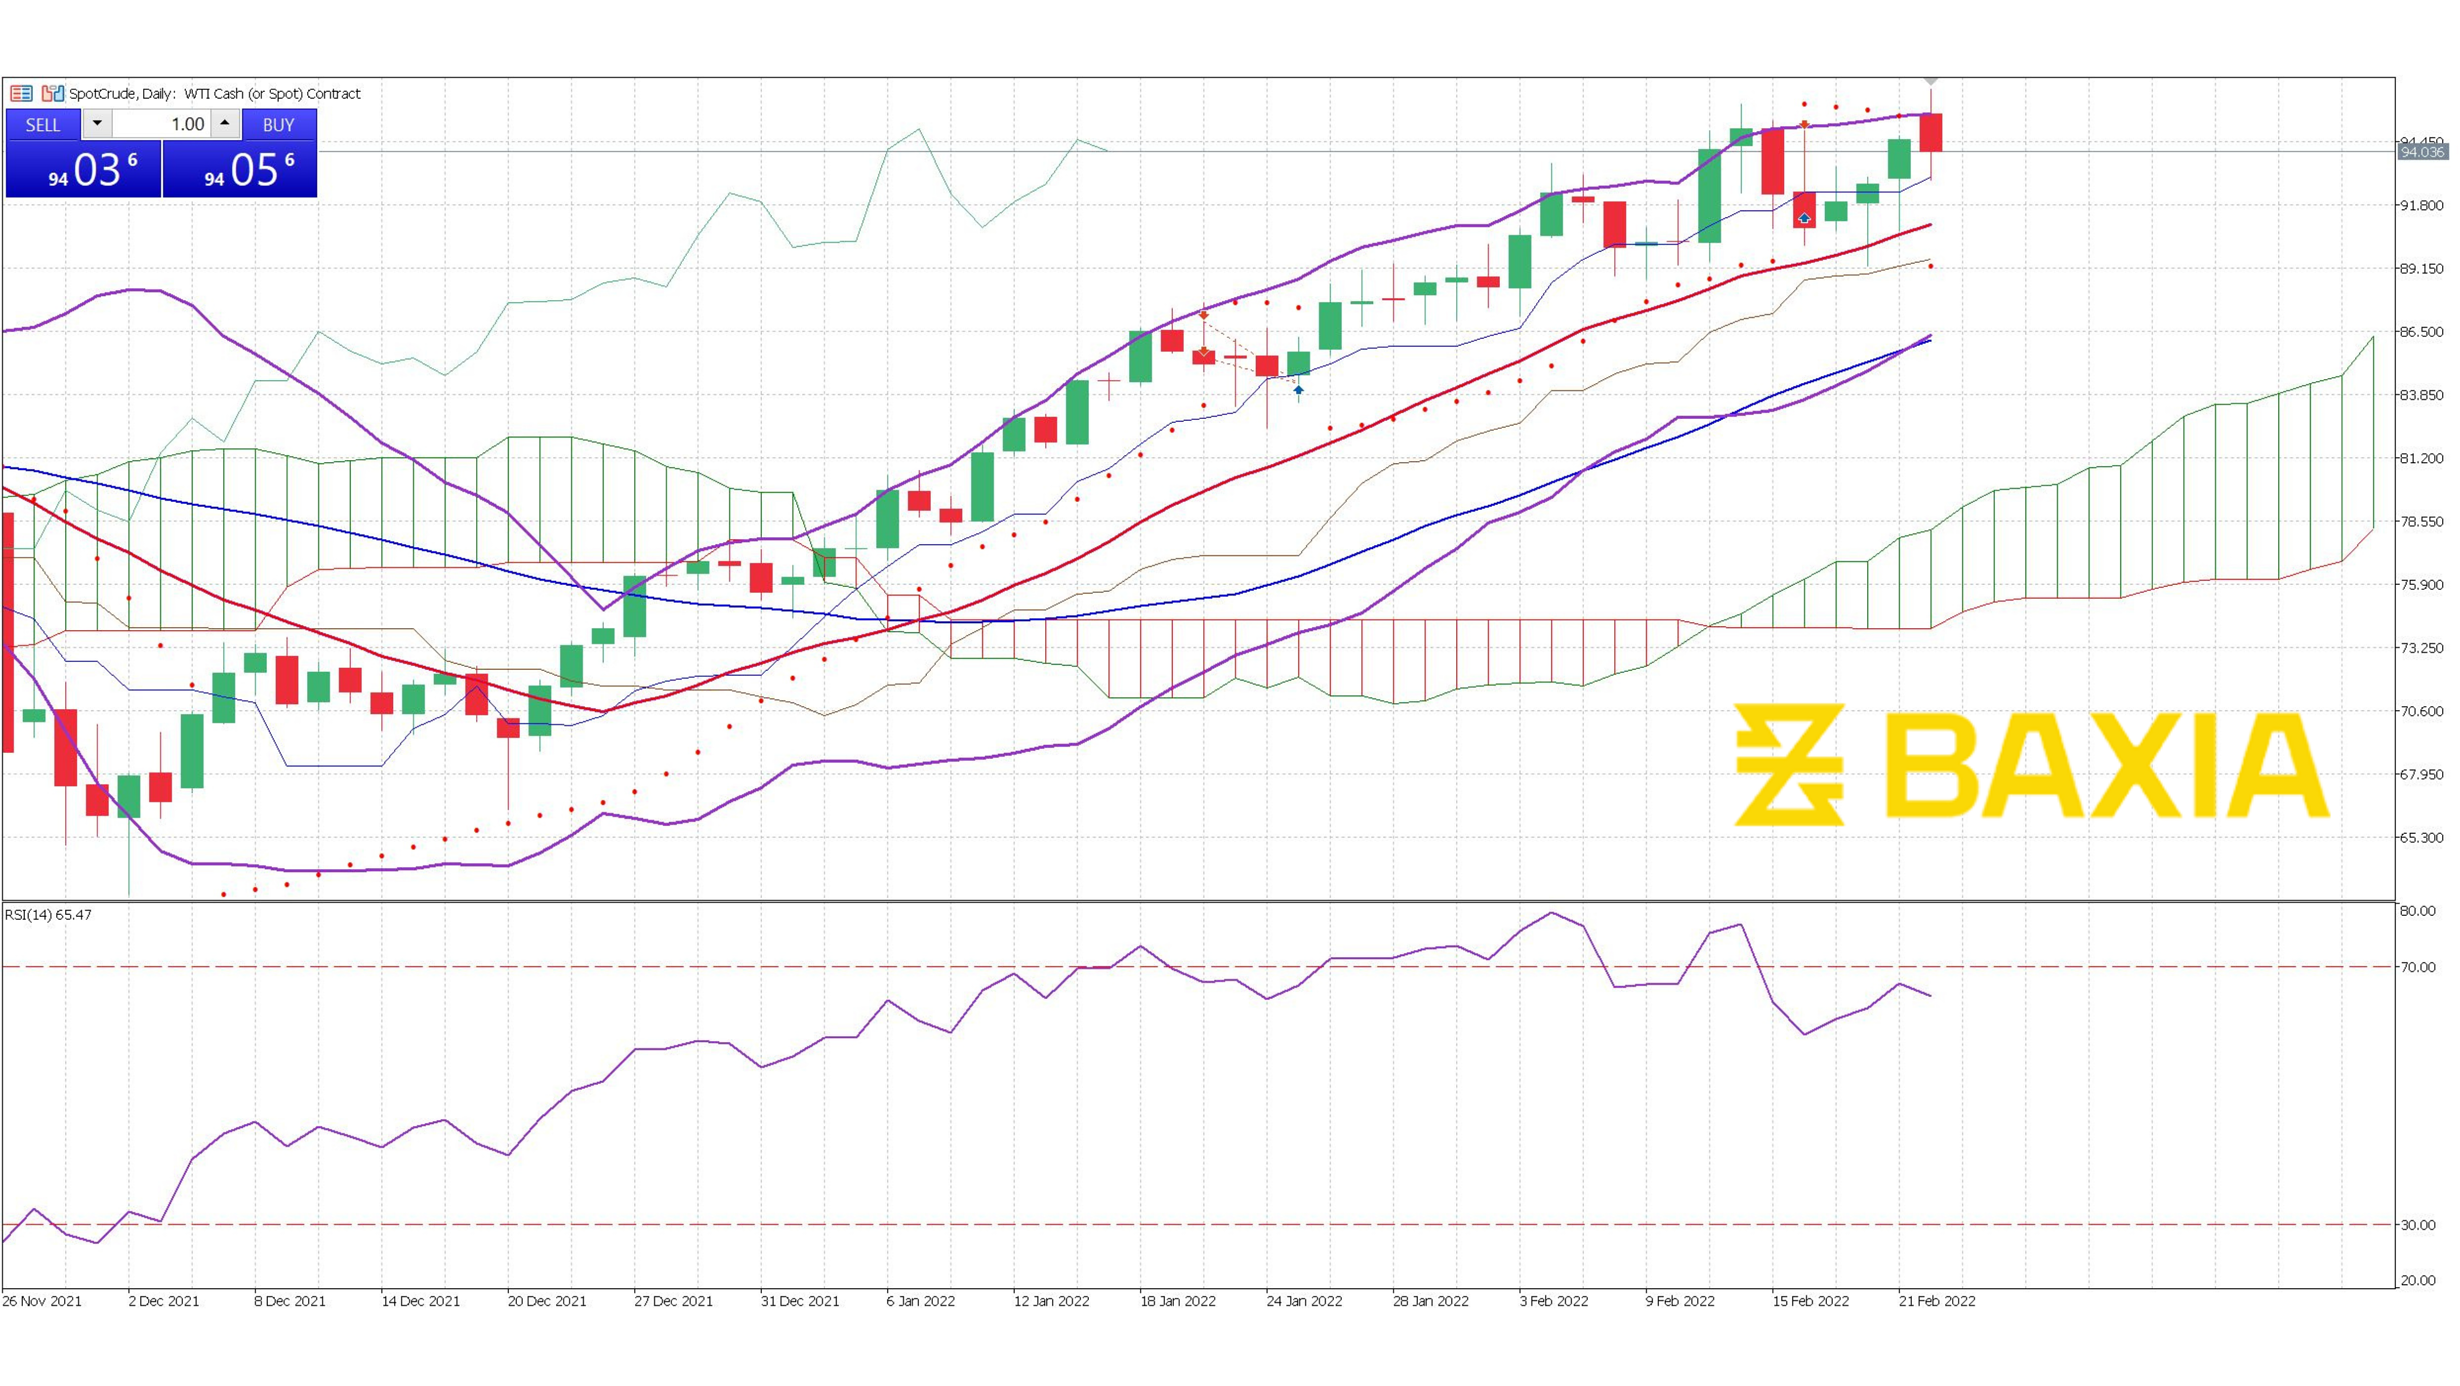 SpotCrude, Daily: WTI Cash (or Spot) Contract
SELL 1.00 BUY
94 03 6 94 05 6
94.450
94.036
91.800
89.150
86.500
83.850
81.200
78.550
75.900
73.250
70.600
67.950
65.300
BAXIA
RSI(14) 65.47
80.00
70.00
30.00
20.00
26 Nov 2021 2 Dec 2021 8 Dec 2021 14 Dec 2021 20 Dec 2021 27 Dec 2021 31 Dec 2021 6 Jan 2022 12 Jan 2022 18 Jan 2022 24 Jan 2022 28 Jan 2022 3 Feb 2022 9 Feb 2022 15 Feb 2022 21 Feb 2022